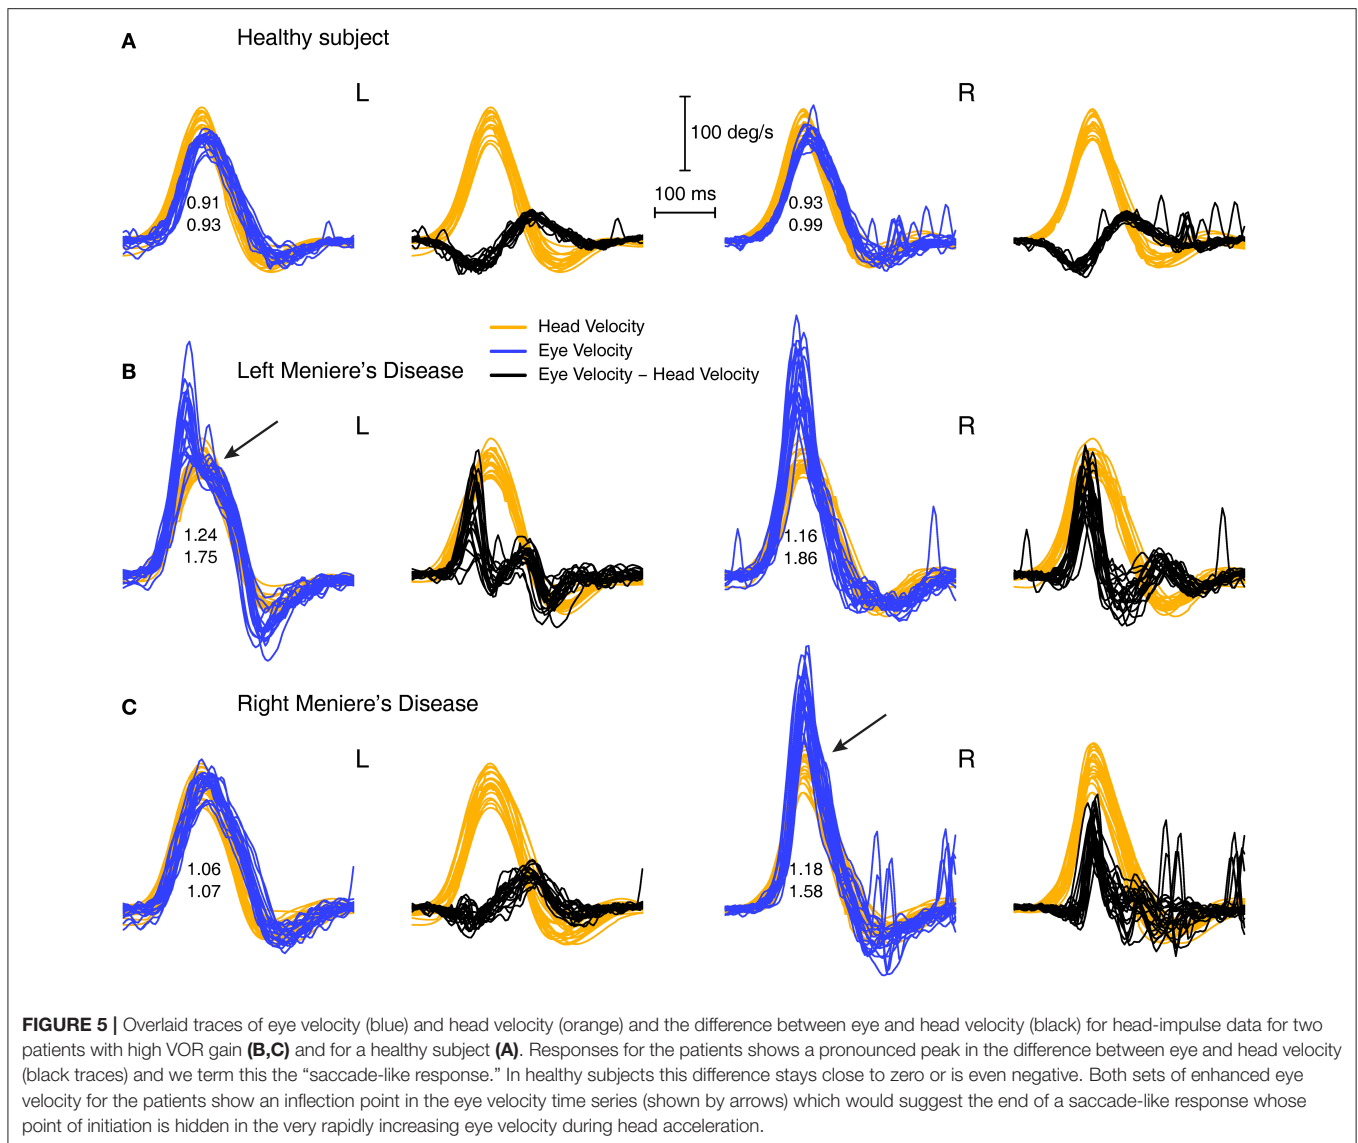 A Healthy subject
L
R
100 deg/s
100 ms
0.91
0.93
0.93
0.99
Head Velocity
Eye Velocity
Eye Velocity – Head Velocity
B Left Meniere's Disease
L
R
1.24
1.75
1.16
1.86
C Right Meniere's Disease
L
R
1.06
1.07
1.18
1.58
FIGURE 5 | Overlaid traces of eye velocity (blue) and head velocity (orange) and the difference between eye and head velocity (black) for head-impulse data for two
patients with high VOR gain (B,C) and for a healthy subject (A). Responses for the patients shows a pronounced peak in the difference between eye and head velocity
(black traces) and we term this the “saccade-like response.” In healthy subjects this difference stays close to zero or is even negative. Both sets of enhanced eye
velocity for the patients show an inflection point in the eye velocity time series (shown by arrows) which would suggest the end of a saccade-like response whose
point of initiation is hidden in the very rapidly increasing eye velocity during head acceleration.